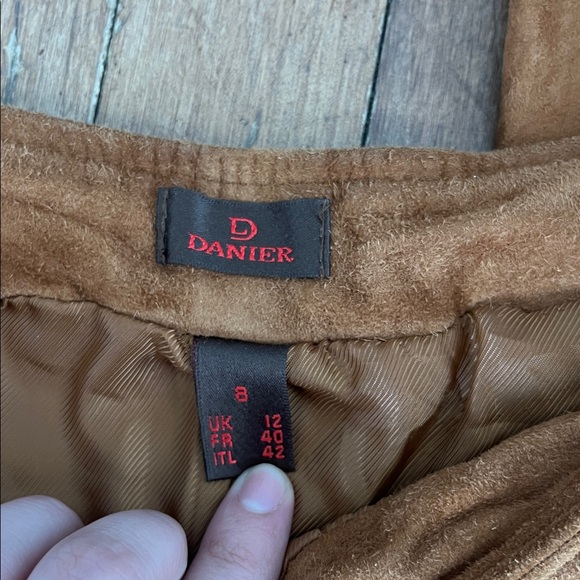 D
DANIER
8
UK 12
FR 40
ITL 42